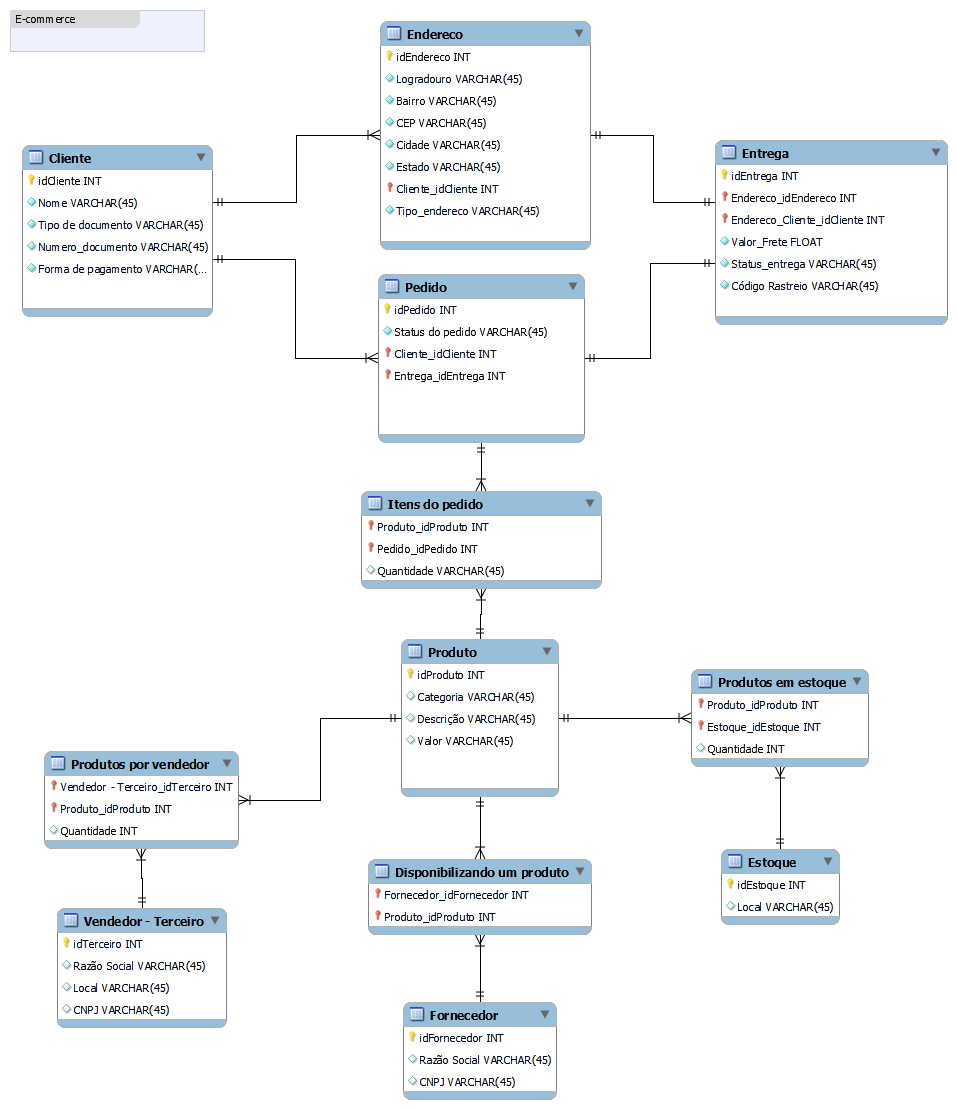 E-commerce
Endereco
idEndereco INT
Logradouro VARCHAR(45)
Bairro VARCHAR(45)
CEP VARCHAR(45)
Cidade VARCHAR(45)
Estado VARCHAR(45)
Cliente_idCliente INT
Tipo_endereco VARCHAR(45)
Cliente
idCliente INT
Nome VARCHAR(45)
Tipo de documento VARCHAR(45)
Numero_documento VARCHAR(45)
Forma de pagamento VARCHAR(...
Entrega
idEntrega INT
Endereco_idEndereco INT
Endereco_Cliente_idCliente INT
Valor_Frete FLOAT
Status_entrega VARCHAR(45)
Código Rastreio VARCHAR(45)
Pedido
idPedido INT
Status do pedido VARCHAR(45)
Cliente_idCliente INT
Entrega_idEntrega INT
Itens do pedido
Produto_idProduto INT
Pedido_idPedido INT
Quantidade VARCHAR(45)
Produto
idProduto INT
Categoria VARCHAR(45)
Descrição VARCHAR(45)
Valor VARCHAR(45)
Produtos em estoque
Produto_idProduto INT
Estoque_idEstoque INT
Quantidade INT
Produtos por vendedor
Vendedor - Terceiro_idTerceiro INT
Produto_idProduto INT
Quantidade INT
Estoque
idEstoque INT
Local VARCHAR(45)
Disponibilizando um produto
Fornecedor_idFornecedor INT
Produto_idProduto INT
Vendedor - Terceiro
idTerceiro INT
Razão Social VARCHAR(45)
Local VARCHAR(45)
CNPJ VARCHAR(45)
Fornecedor
idFornecedor INT
Razão Social VARCHAR(45)
CNPJ VARCHAR(45)